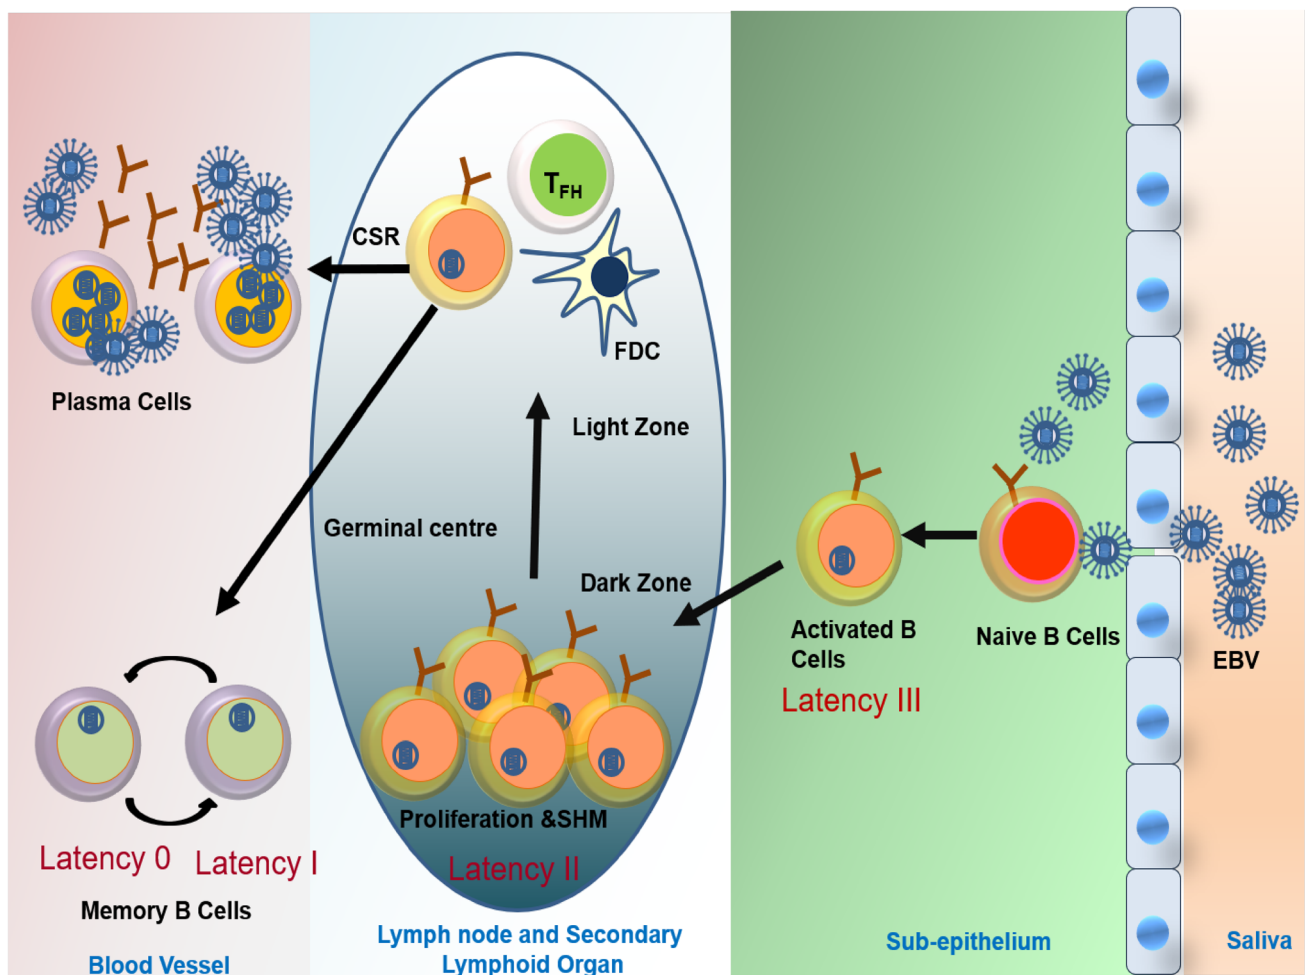 CSR
TFH
FDC
Plasma Cells
Light Zone
Germinal centre
Dark Zone
Activated B
Cells
Naive B Cells
EBV
Latency III
Proliferation &SHM
Latency 0
Latency I
Latency II
Memory B Cells
Blood Vessel
Lymph node and Secondary
Lymphoid Organ
Sub-epithelium
Saliva